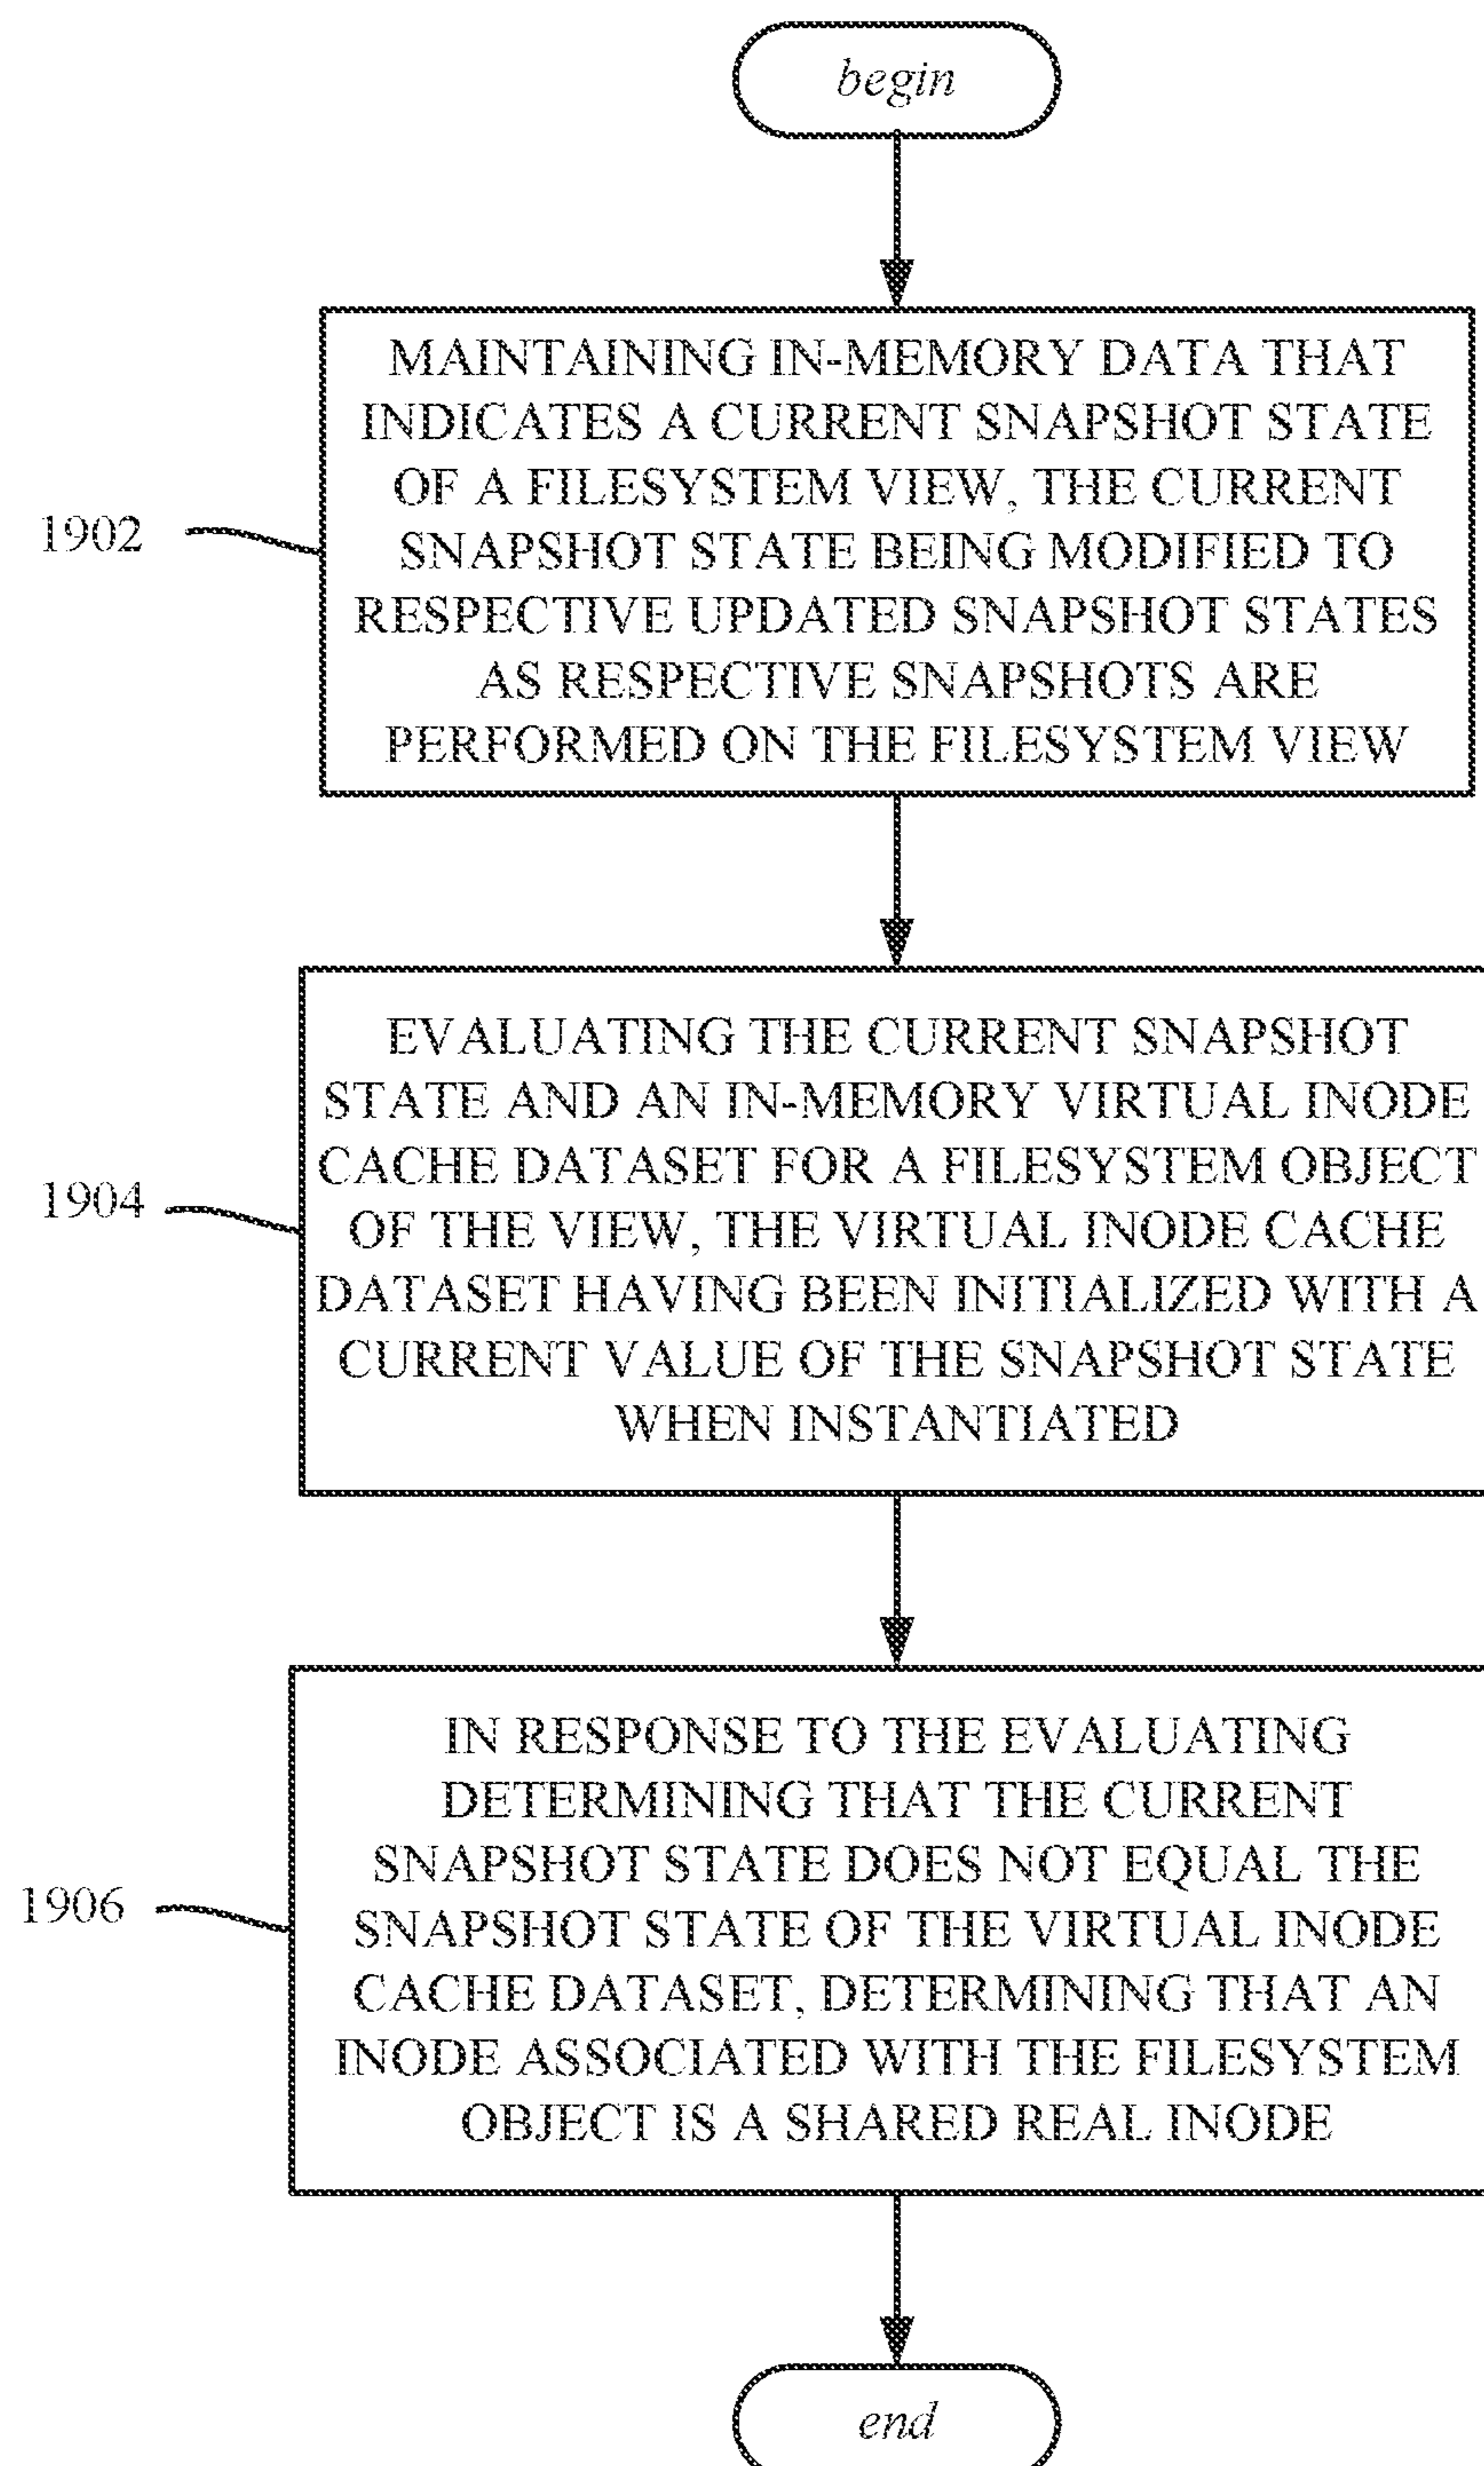 begin
MAINTAINING IN-MEMORY DATA THAT
INDICATES A CURRENT SNAPSHOT STATE
OF A FILESYSTEM VIEW, THE CURRENT
SNAPSHOT STATE BEING MODIFIED TO
RESPECTIVE UPDATED SNAPSHOT STATES
AS RESPECTIVE SNAPSHOTS ARE
PERFORMED ON THE FILESYSTEM VIEW
1902
EVALUATING THE CURRENT SNAPSHOT
STATE AND AN IN-MEMORY VIRTUAL INODE
CACHE DATASET FOR A FILESYSTEM OBJECT
OF THE VIEW, THE VIRTUAL INODE CACHE
DATASET HAVING BEEN INITIALIZED WITH A
CURRENT VALUE OF THE SNAPSHOT STATE
WHEN INSTANTIATED
1904
IN RESPONSE TO THE EVALUATING
DETERMINING THAT THE CURRENT
SNAPSHOT STATE DOES NOT EQUAL THE
SNAPSHOT STATE OF THE VIRTUAL INODE
CACHE DATASET, DETERMINING THAT AN
INODE ASSOCIATED WITH THE FILESYSTEM
OBJECT IS A SHARED REAL INODE
1906
end